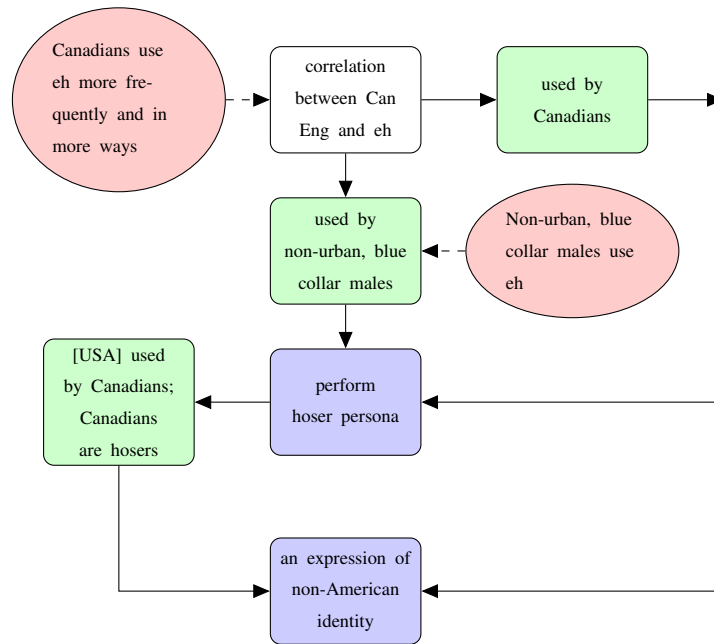 Canadians use
eh more fre-
quently and in
more ways
correlation
between Can
Eng and eh
used by
Canadians
used by
non-urban, blue
collar males
Non-urban, blue
collar males use
eh
[USA] used
by Canadians;
Canadians
are hosers
perform
hoser persona
an expression of
non-American
identity